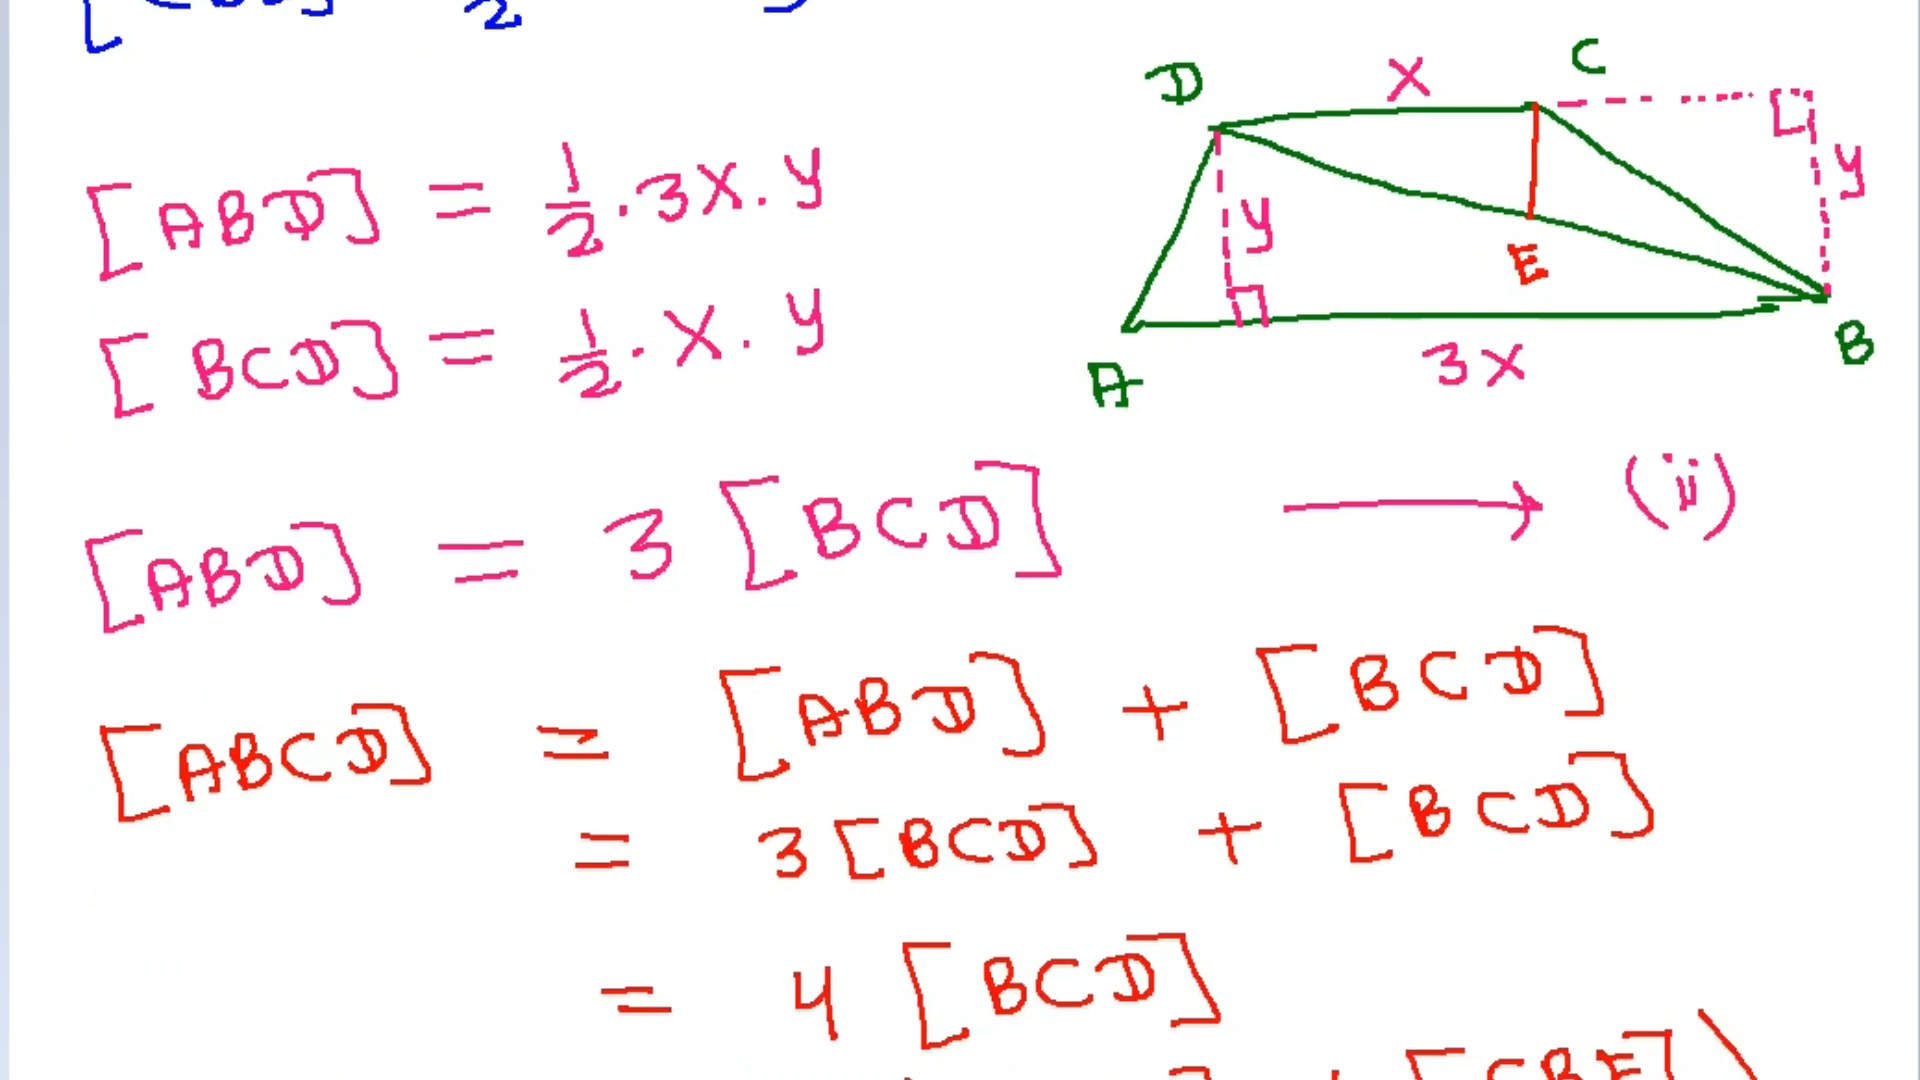 [ABD] = 1/2 . 3X . y
[BCD] = 1/2 . X . y
D X C
y
y
E
A 3X B
[ABD] = 3 [BCD] → (ii)
[ABCD] = [ABD] + [BCD]
= 3[BCD] + [BCD]
= 4 [BCD]